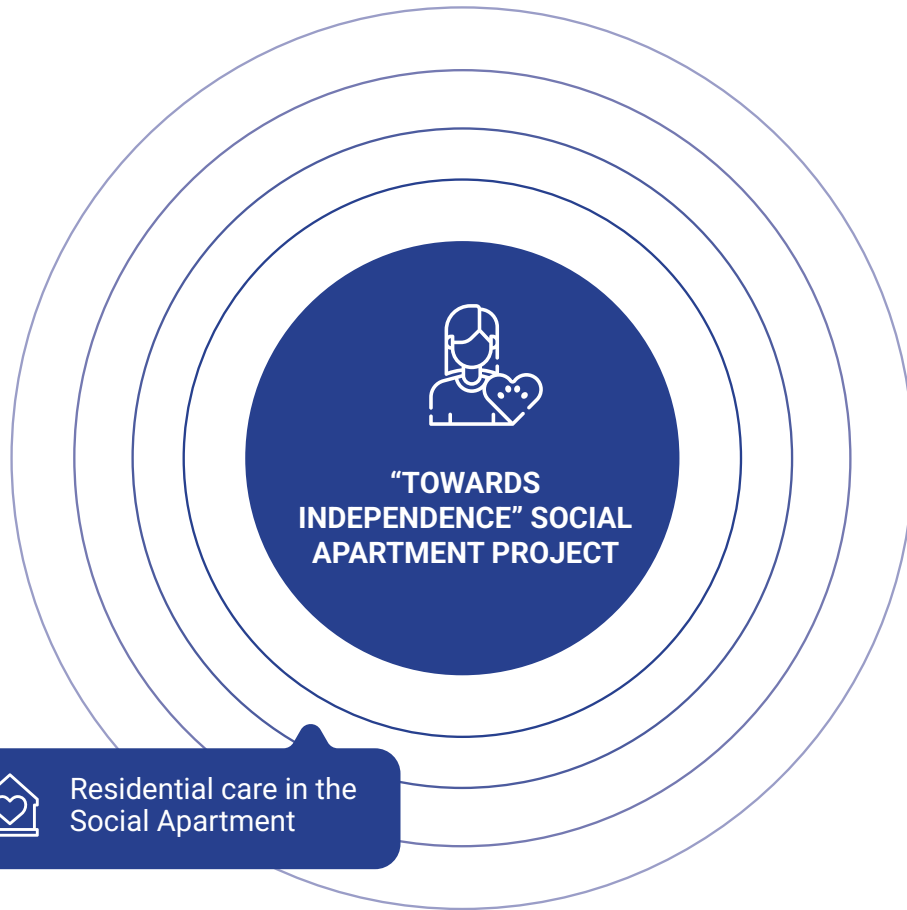 “TOWARDS
INDEPENDENCE” SOCIAL
APARTMENT PROJECT
Residential care in the
Social Apartment